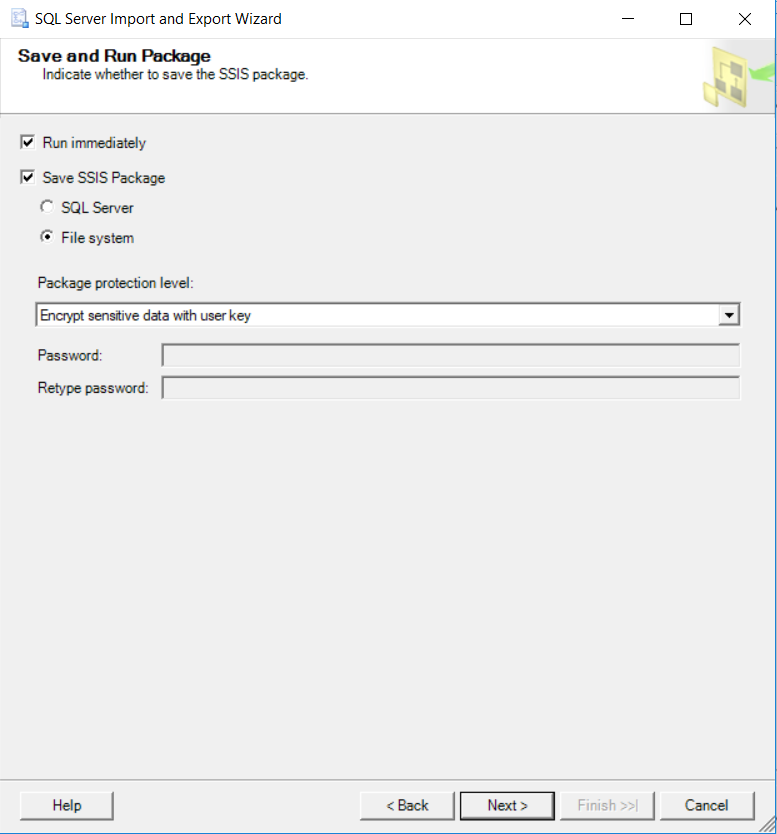 SQL Server Import and Export Wizard
Save and Run Package
Indicate whether to save the SSIS package.
Run immediately
Save SSIS Package
SQL Server
File system
Package protection level:
Encrypt sensitive data with user key
Password:
Retype password:
Help
< Back
Next >
Finish >>|
Cancel